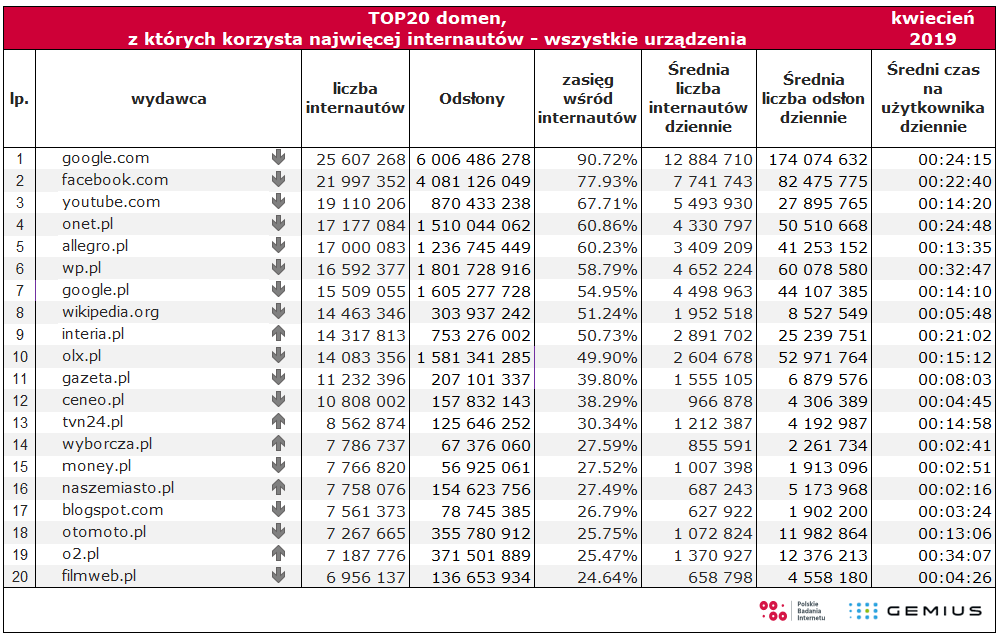 TOP20 domen, kwiecień
z których korzysta najwięcej internautów - wszystkie urządzenia 2019
lp. wydawca liczba internautów Odsłony zasięg wśród internautów Średnia liczba internautów dziennie Średnia liczba odsłon dziennie Średni czas na użytkownika dziennie
1 google.com 25 607 268 6 006 486 278 90.72% 12 884 710 174 074 632 00:24:15
2 facebook.com 21 997 352 4 081 126 049 77.93% 7 741 743 82 475 775 00:22:40
3 youtube.com 19 110 206 870 433 238 67.71% 5 493 930 27 895 765 00:14:20
4 onet.pl 17 177 084 1 510 044 062 60.86% 4 330 797 50 510 668 00:24:48
5 allegro.pl 17 000 083 1 236 745 449 60.23% 3 409 209 41 253 152 00:13:35
6 wp.pl 16 592 377 1 801 728 916 58.79% 4 652 224 60 078 580 00:32:47
7 google.pl 15 509 055 1 605 277 728 54.95% 4 498 963 44 107 385 00:14:10
8 wikipedia.org 14 463 346 303 937 242 51.24% 1 952 518 8 527 549 00:05:48
9 interia.pl 14 317 813 753 276 002 50.73% 2 891 702 25 239 751 00:21:02
10 olx.pl 14 083 356 1 581 341 285 49.90% 2 604 678 52 971 764 00:15:12
11 gazeta.pl 11 232 396 207 101 337 39.80% 1 555 105 6 879 576 00:08:03
12 ceneo.pl 10 808 002 157 832 143 38.29% 966 878 4 306 389 00:04:45
13 tvn24.pl 8 562 874 125 646 252 30.34% 1 212 387 4 192 987 00:14:58
14 wyborcza.pl 7 786 737 67 376 060 27.59% 855 591 2 261 734 00:02:41
15 money.pl 7 766 820 56 925 061 27.52% 1 007 398 1 913 096 00:02:51
16 naszemiasto.pl 7 758 076 154 623 756 27.49% 687 243 5 173 968 00:02:16
17 blogspot.com 7 561 373 78 745 385 26.79% 627 922 1 902 200 00:03:24
18 otomoto.pl 7 267 665 355 780 912 25.75% 1 072 824 11 982 864 00:13:06
19 o2.pl 7 187 776 371 501 889 25.47% 1 370 927 12 376 213 00:34:07
20 filmweb.pl 6 956 137 136 653 934 24.64% 658 798 4 558 180 00:04:26
Polskie
Badania
Internetu
GEMIUS